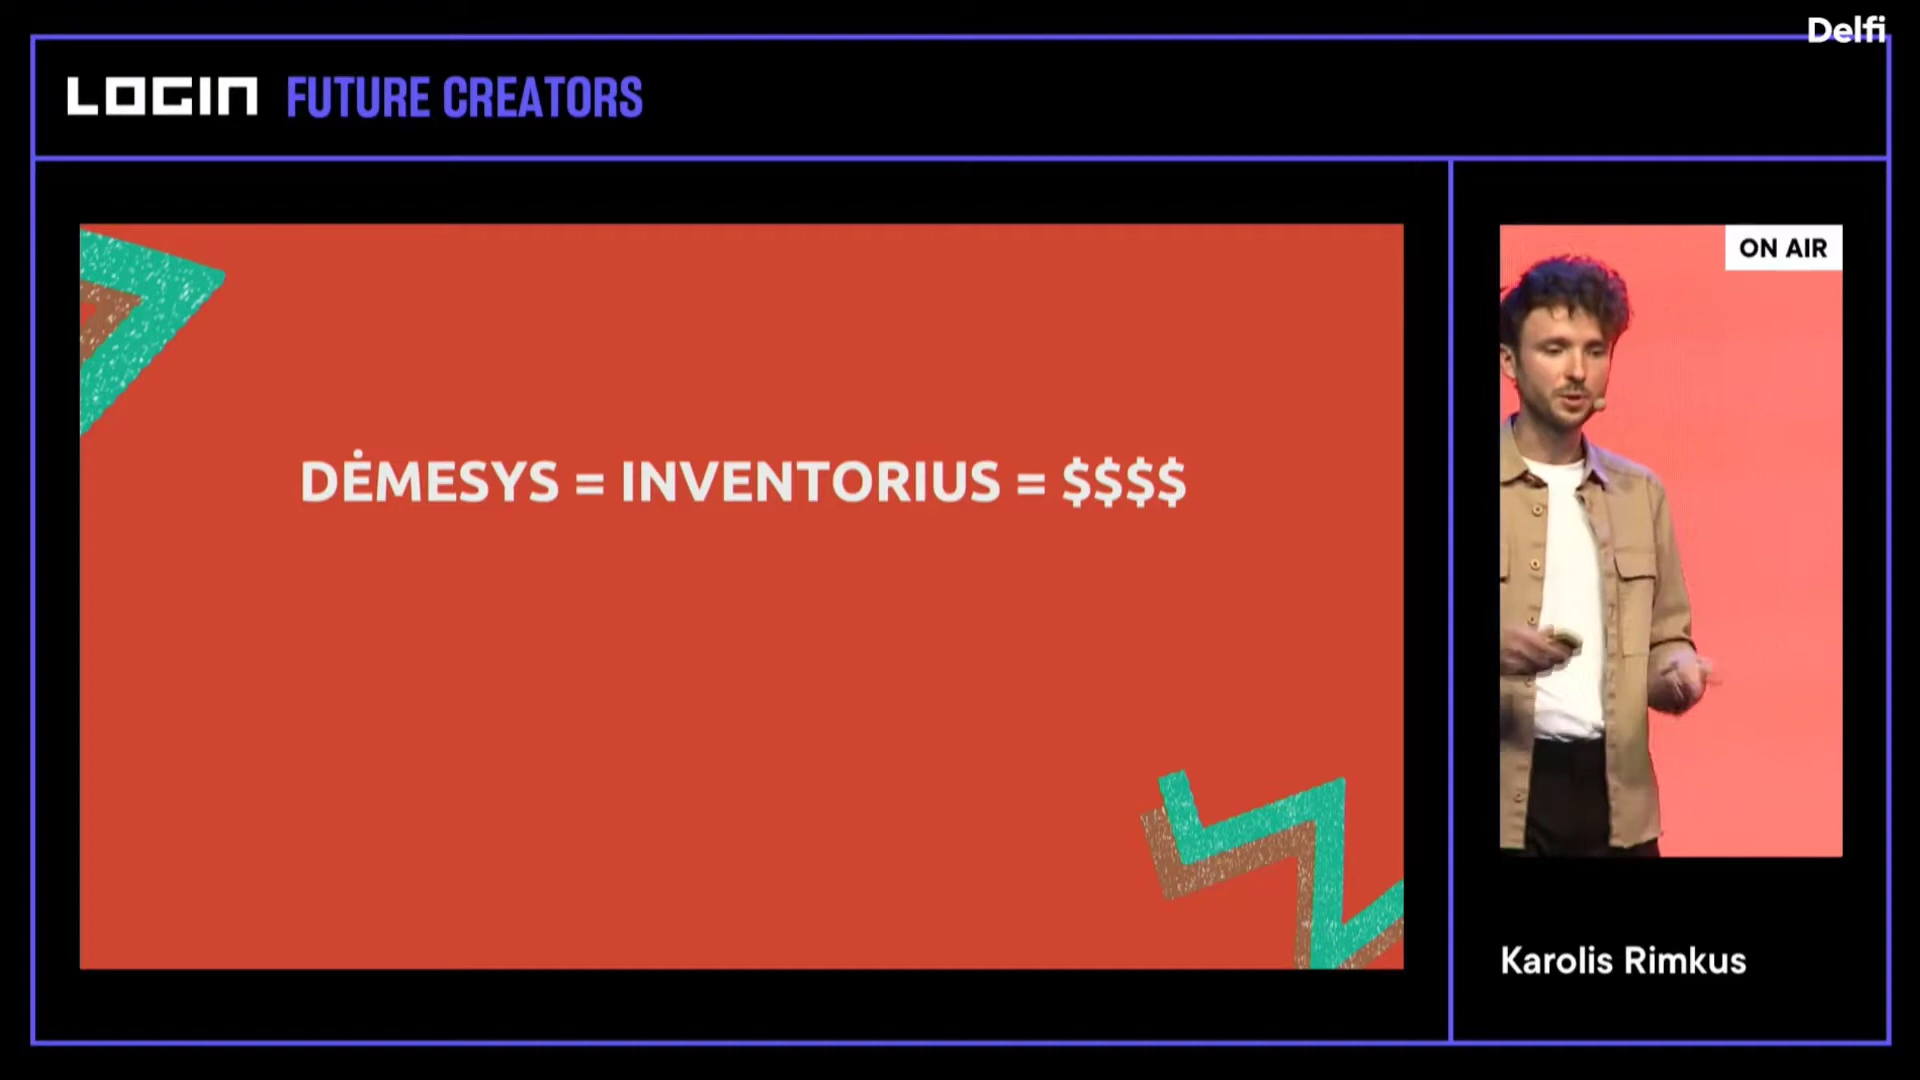 Delfi
LOGIN FUTURE CREATORS
ON AIR
DĖMESYS = INVENTORIUS = $$$$
Karolis Rimkus